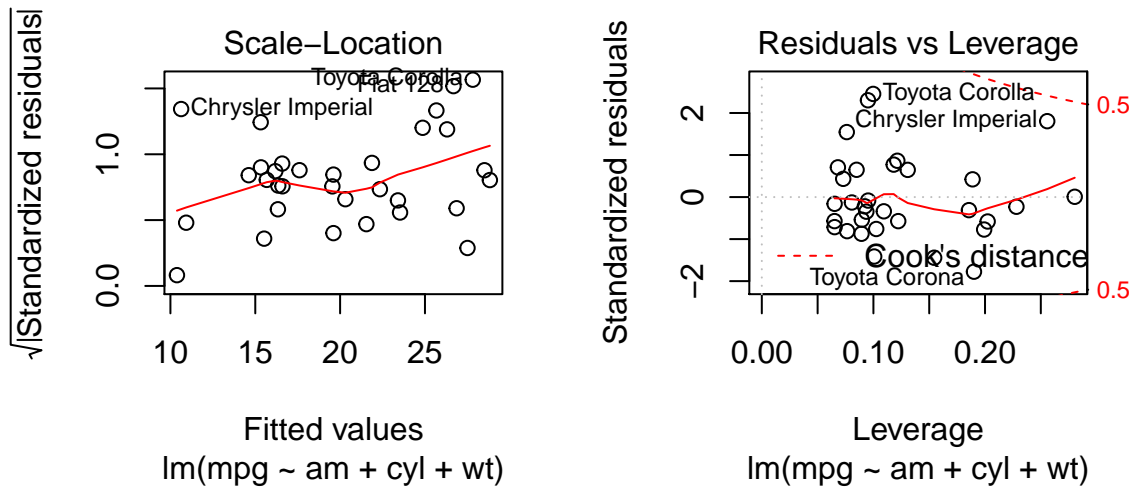 Scale−Location
√|Standardized residuals|
0.0
1.0
Toyota Corolla
Fiat 128
Chrysler Imperial
10
15
20
25
Fitted values
lm(mpg ~ am + cyl + wt)
Residuals vs Leverage
Standardized residuals
−2
0
2
Toyota Corolla
Chrysler Imperial
0.5
Cook's distance
Toyota Corona
0.5
0.00
0.10
0.20
Leverage
lm(mpg ~ am + cyl + wt)